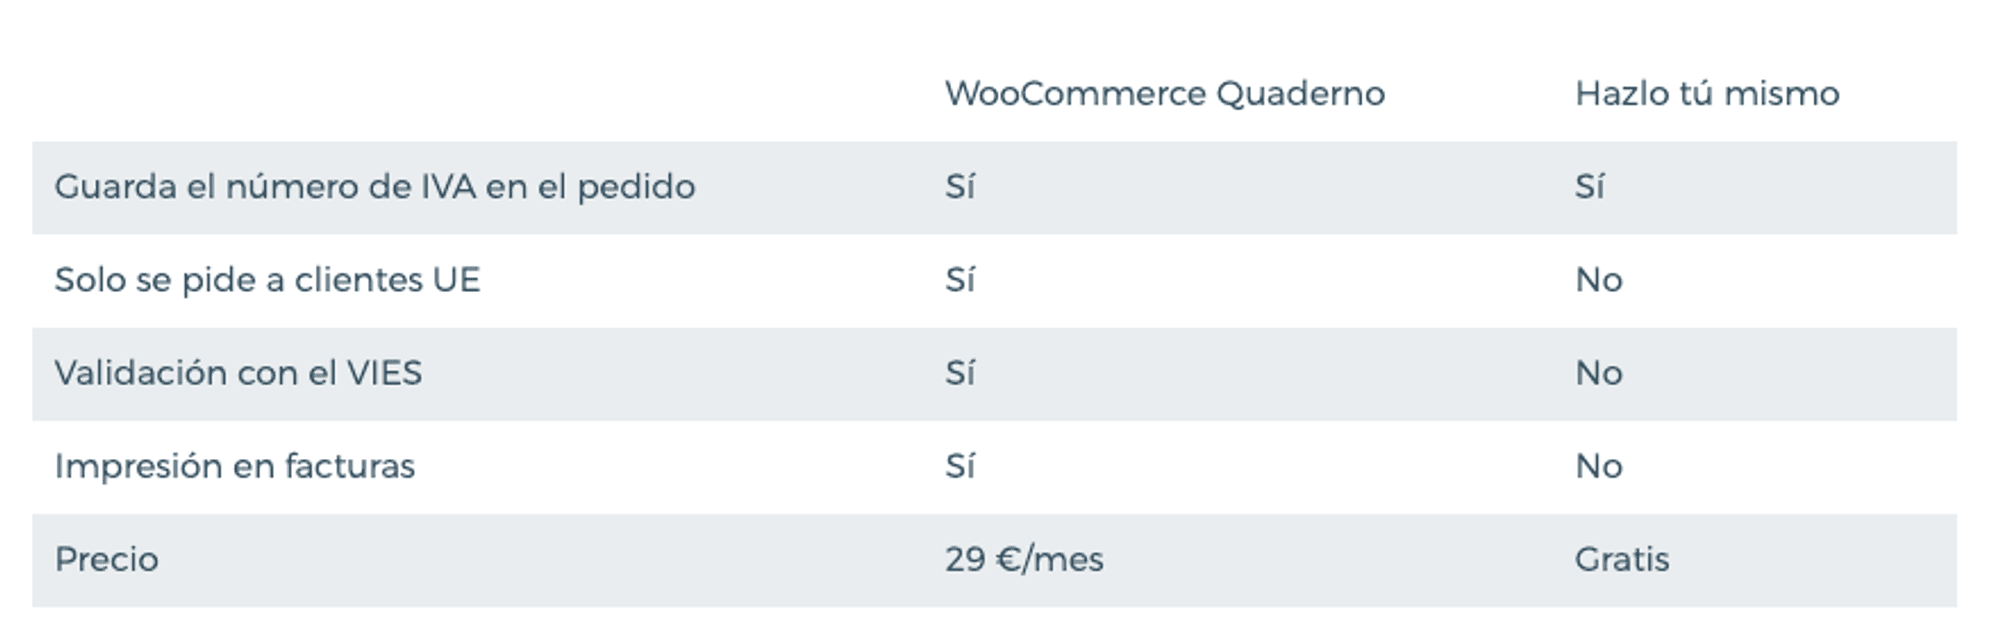 WooCommerce Quaderno Hazlo tú mismo
Guarda el número de IVA en el pedido Sí Sí
Solo se pide a clientes UE Sí No
Validación con el VIES Sí No
Impresión en facturas Sí No
Precio 29 €/mes Gratis